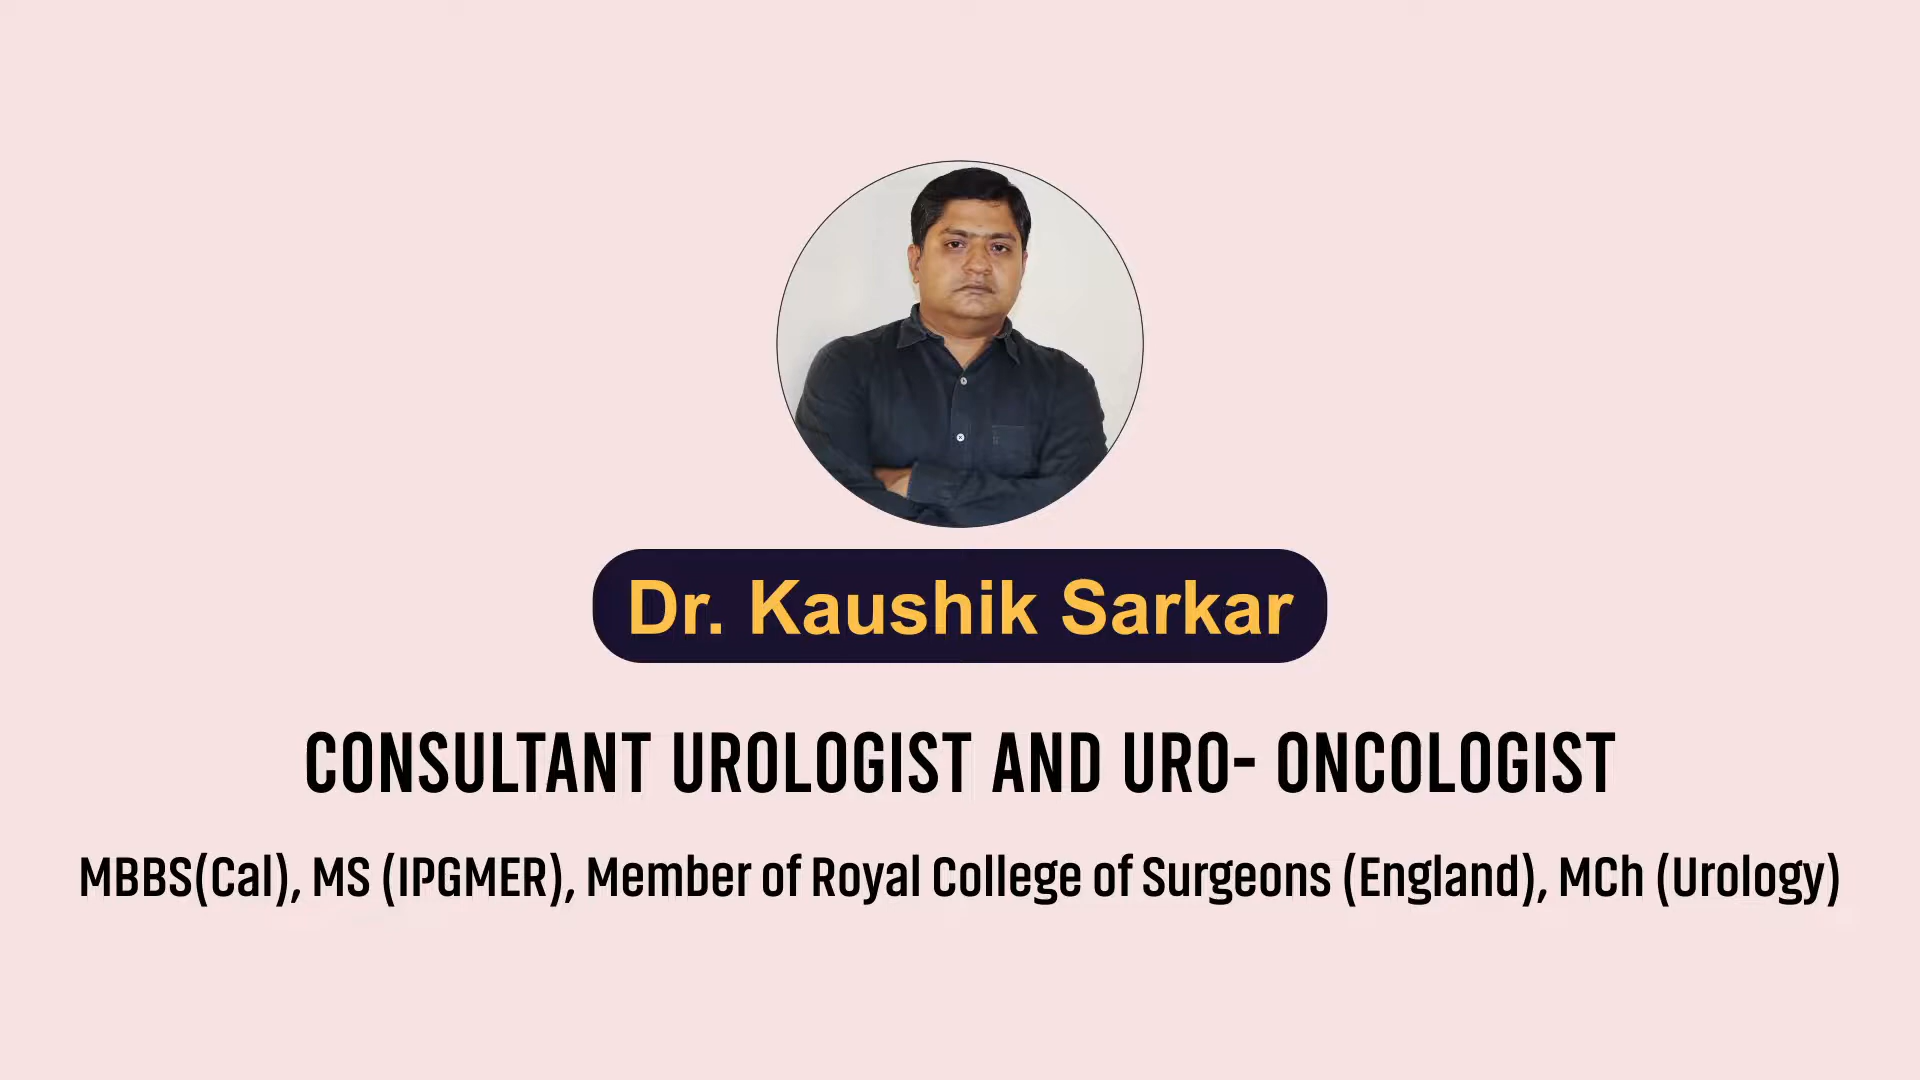 Dr. Kaushik Sarkar
CONSULTANT UROLOGIST AND URO- ONCOLOGIST
MBBS(Cal), MS (IPGMER), Member of Royal College of Surgeons (England), MCh (Urology)